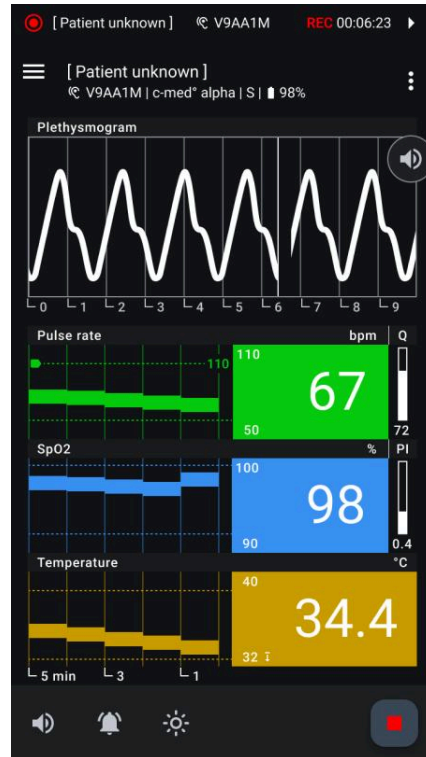 [ Patient unknown ] V9AA1M REC 00:06:23
[ Patient unknown ]
V9AA1M | c-med° alpha | S | 98%
Plethysmogram
0 1 2 3 4 5 6 7 8 9
Pulse rate bpm Q
110 110
67
50 72
SpO2 % PI
100
98
90 0.4
Temperature °C
40
34.4
32
5 min 3 1